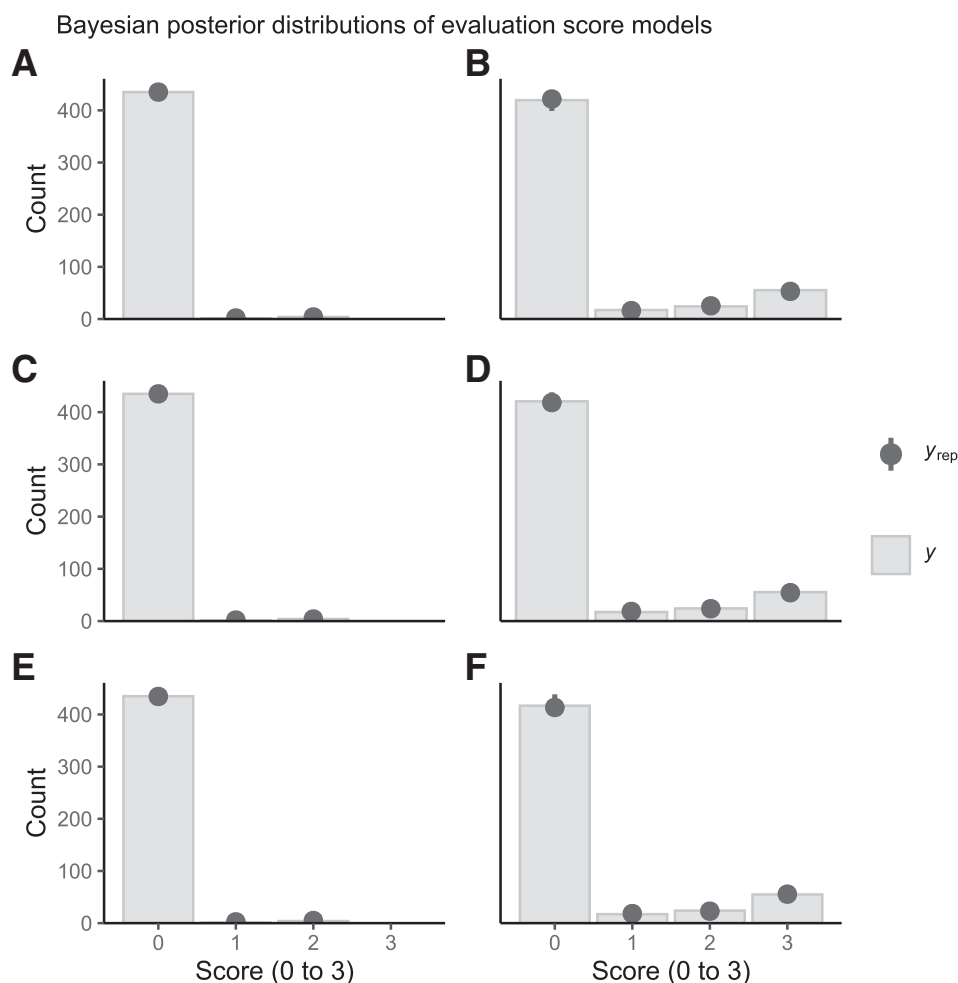 Bayesian posterior distributions of evaluation score models
A
B
Count
400
300
200
100
0
C
D
Count
400
300
200
100
0
yrep
y
E
F
Count
400
300
200
100
0
0 1 2 3
0 1 2 3
Score (0 to 3)
Score (0 to 3)